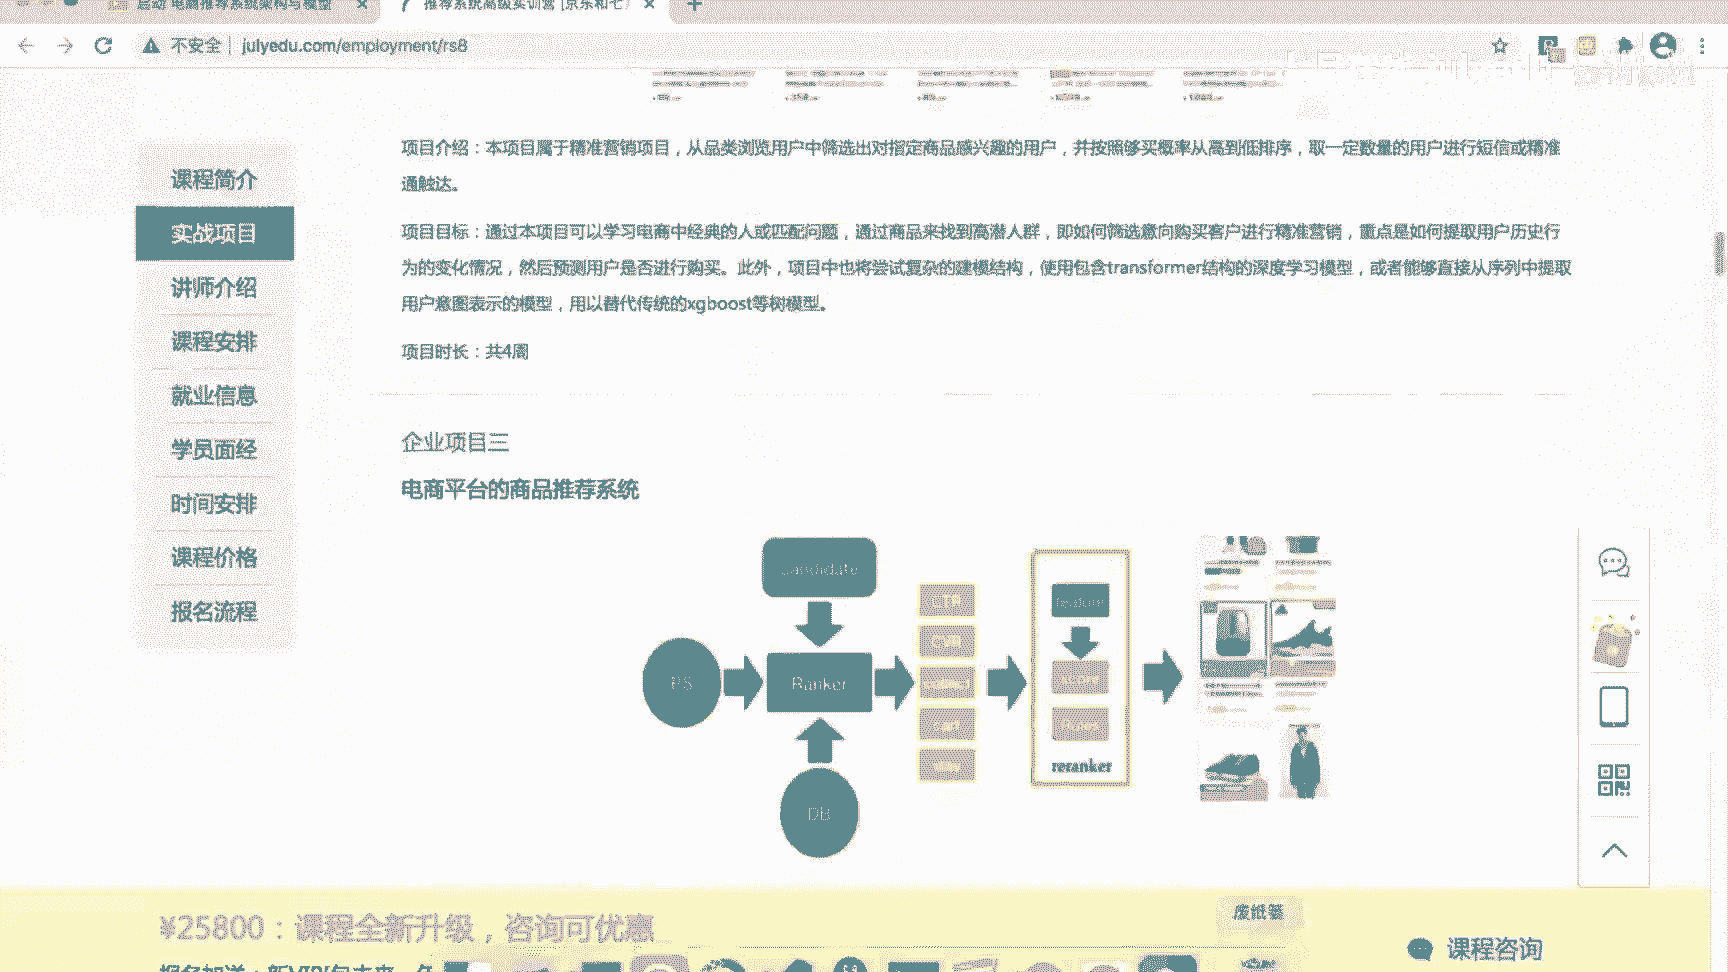 启动 电商推荐系统架构与模型
推荐系统高级实训营 [京东和七
不安全 julyedu.com/employment/rs8
课程简介
实战项目
讲师介绍
课程安排
就业信息
学员面经
时间安排
课程价格
报名流程
项目介绍：本项目属于精准营销项目，从品类浏览用户中筛选出对指定商品感兴趣的用户，并按照够买概率从高到低排序，取一定数量的用户进行短信或精准
通触达。
项目目标：通过本项目可以学习电商中经典的人或匹配问题，通过商品来找到高潜人群，即如何筛选意向购买客户进行精准营销，重点是如何提取用户历史行
为的变化情况，然后预测用户是否进行购买。此外，项目中也将尝试复杂的建模结构，使用包含transformer结构的深度学习模型，或者能够直接从序列中提取
用户意图表示的模型，用以替代传统的xgboost等树模型。
项目时长：共4周
企业项目三
电商平台的商品推荐系统
Candidate
Ranker
DB
CTR
CVR
cart
feature
Rules
reranker
¥25800：课程全新升级，咨询可优惠
废纸篓
课程咨询